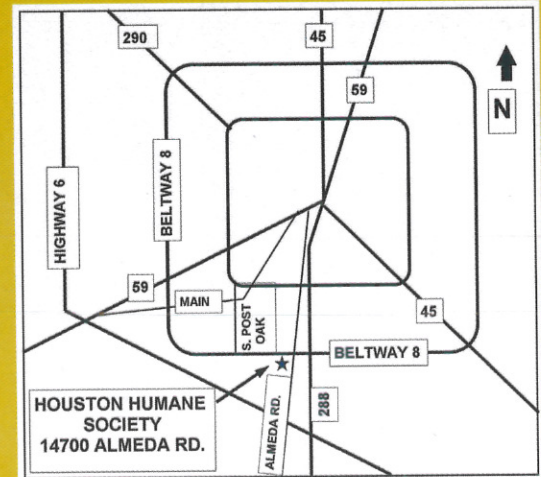 290
45
59
N
HIGHWAY 6
BELTWAY 8
59
MAIN
S. POST
OAK
45
BELTWAY 8
HOUSTON HUMANE
SOCIETY
14700 ALMEDA RD.
ALMEDA RD.
288